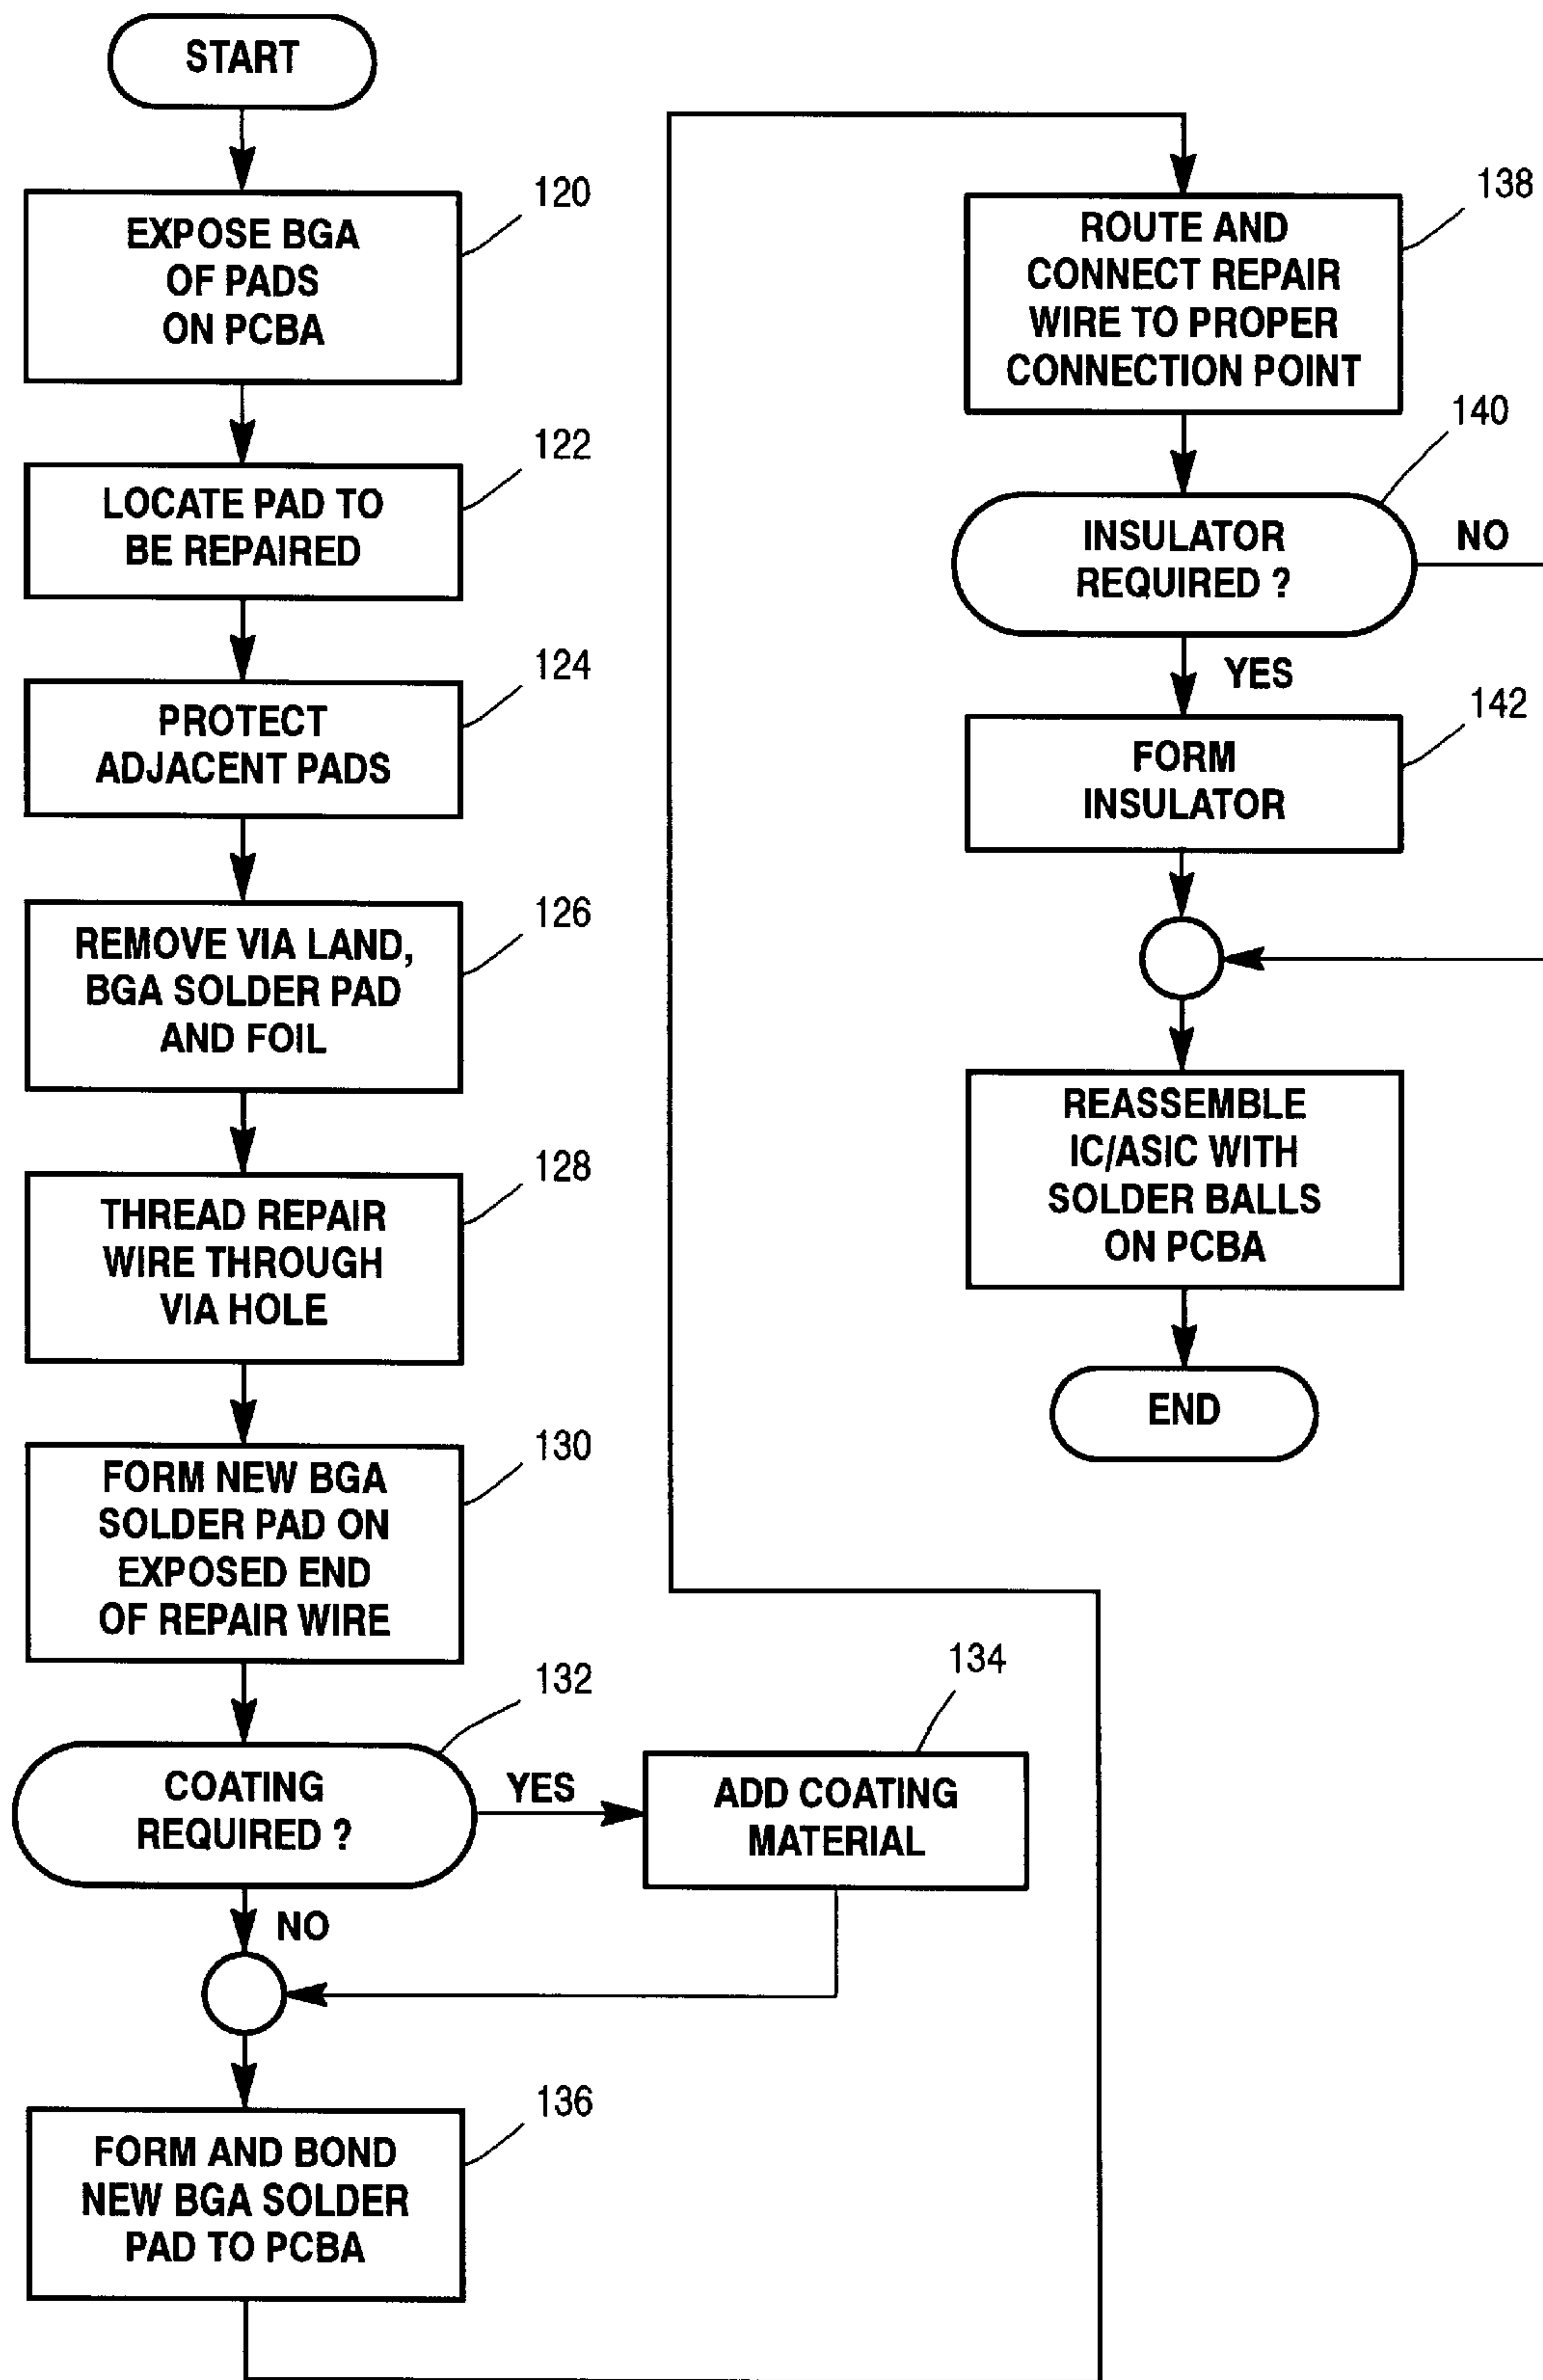 START
120
EXPOSE BGA
OF PADS
ON PCBA
122
LOCATE PAD TO
BE REPAIRED
124
PROTECT
ADJACENT PADS
126
REMOVE VIA LAND,
BGA SOLDER PAD
AND FOIL
128
THREAD REPAIR
WIRE THROUGH
VIA HOLE
130
FORM NEW BGA
SOLDER PAD ON
EXPOSED END
OF REPAIR WIRE
132
COATING
REQUIRED ?
YES
134
ADD COATING
MATERIAL
NO
136
FORM AND BOND
NEW BGA SOLDER
PAD TO PCBA
138
ROUTE AND
CONNECT REPAIR
WIRE TO PROPER
CONNECTION POINT
140
INSULATOR
REQUIRED ?
NO
YES
142
FORM
INSULATOR
REASSEMBLE
IC/ASIC WITH
SOLDER BALLS
ON PCBA
END